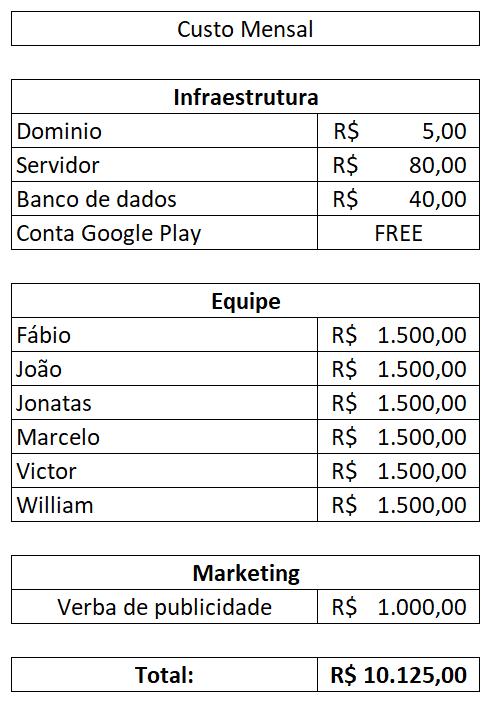 Custo Mensal
Infraestrutura
Dominio R$ 5,00
Servidor R$ 80,00
Banco de dados R$ 40,00
Conta Google Play FREE
Equipe
Fábio R$ 1.500,00
João R$ 1.500,00
Jonatas R$ 1.500,00
Marcelo R$ 1.500,00
Victor R$ 1.500,00
William R$ 1.500,00
Marketing
Verba de publicidade R$ 1.000,00
Total: R$ 10.125,00